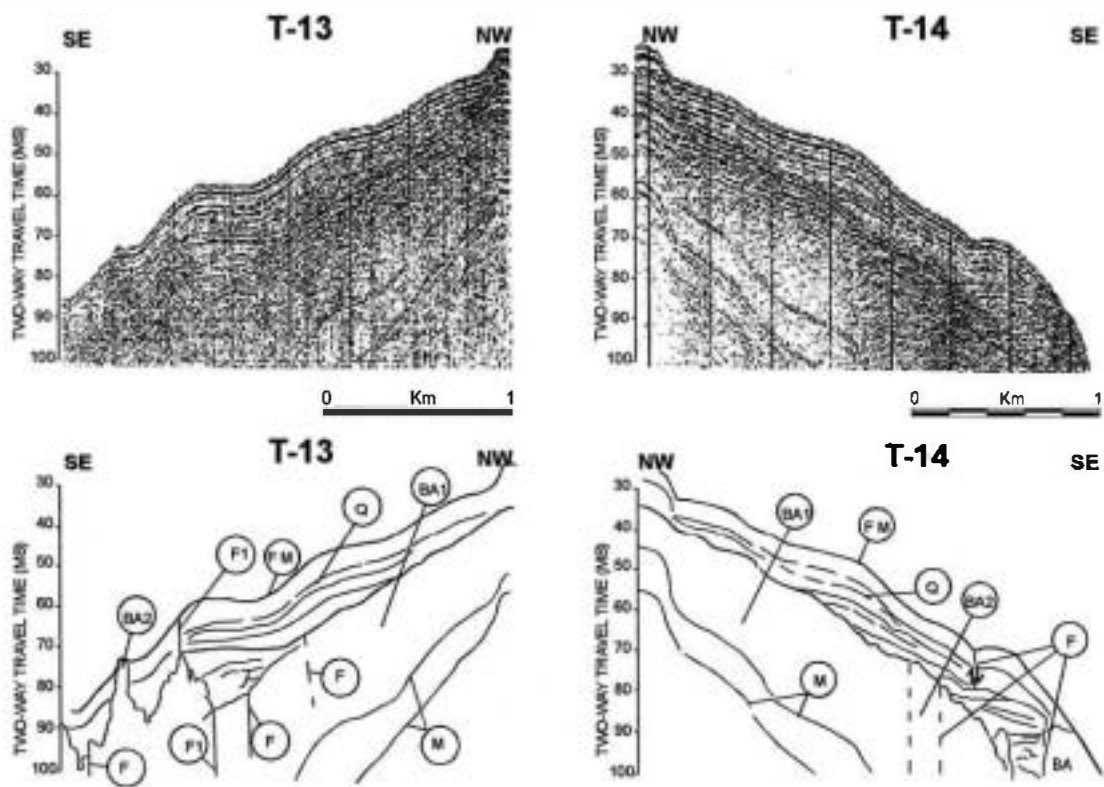 T-13
SE
NW
TWO-WAY TRAVEL TIME (MS)
30
40
50
60
70
80
90
100
0 Km 1
T-14
NW
SE
TWO-WAY TRAVEL TIME (MS)
30
40
50
60
70
80
90
100
0 Km 1
T-13
SE
NW
TWO-WAY TRAVEL TIME (MS)
30
40
50
60
70
80
90
100
BA1
Q
F1
FM
BA2
F
F1
F
M
F
T-14
NW
SE
TWO-WAY TRAVEL TIME (MS)
30
40
50
60
70
80
90
100
BA1
FM
Q
BA2
F
M
BA